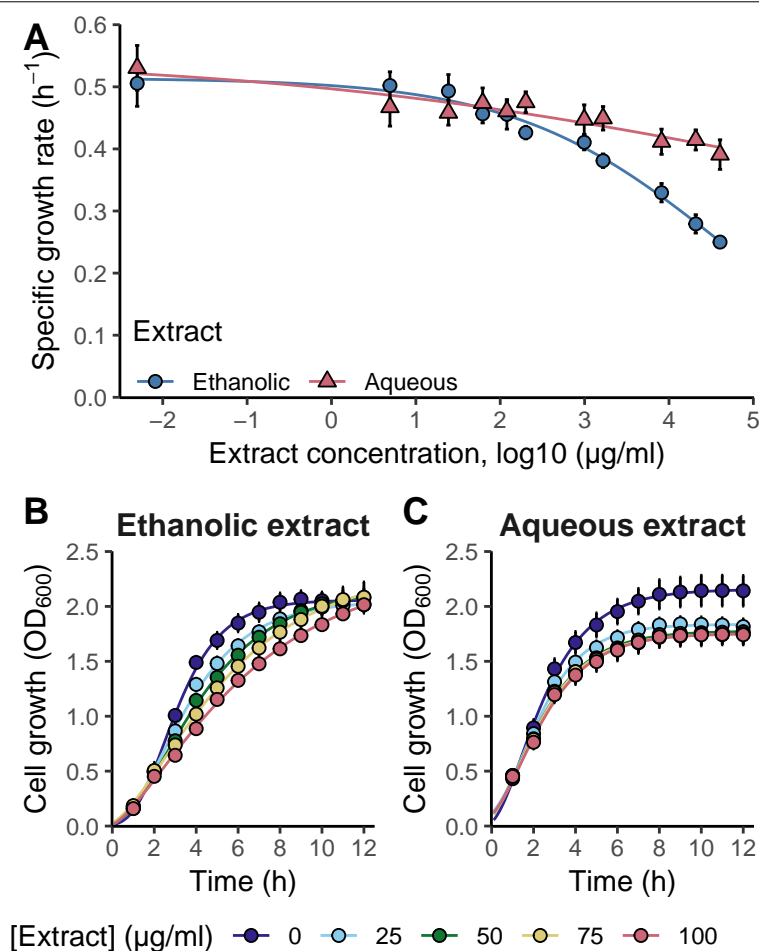 A
Specific growth rate (h⁻¹)
0.6
0.5
0.4
0.3
0.2
0.1
0.0
Extract
Ethanolic
Aqueous
−2 −1 0 1 2 3 4 5
Extract concentration, log10 (µg/ml)
B Ethanolic extract
Cell growth (OD₆₀₀)
2.5
2.0
1.5
1.0
0.5
0.0
0 2 4 6 8 10 12
Time (h)
C Aqueous extract
Cell growth (OD₆₀₀)
2.5
2.0
1.5
1.0
0.5
0.0
0 2 4 6 8 10 12
Time (h)
[Extract] (µg/ml) 0 25 50 75 100